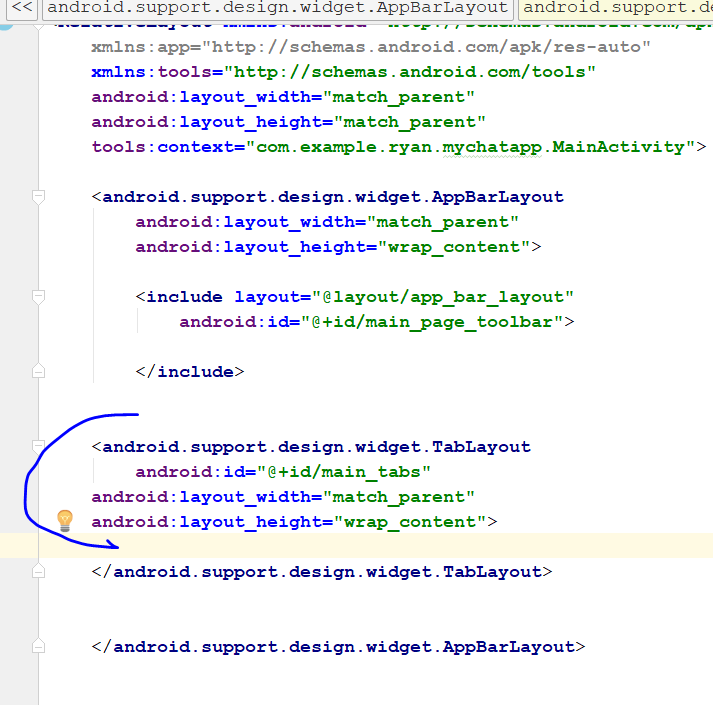 << android.support.design.widget.AppBarLayout android.support.de
xmlns:app="http://schemas.android.com/apk/res-auto"
xmlns:tools="http://schemas.android.com/tools"
android:layout_width="match_parent"
android:layout_height="match_parent"
tools:context="com.example.ryan.mychatapp.MainActivity">
<android.support.design.widget.AppBarLayout
android:layout_width="match_parent"
android:layout_height="wrap_content">
<include layout="@layout/app_bar_layout"
android:id="@+id/main_page_toolbar">
</include>
<android.support.design.widget.TabLayout
android:id="@+id/main_tabs"
android:layout_width="match_parent"
android:layout_height="wrap_content">
</android.support.design.widget.TabLayout>
</android.support.design.widget.AppBarLayout>